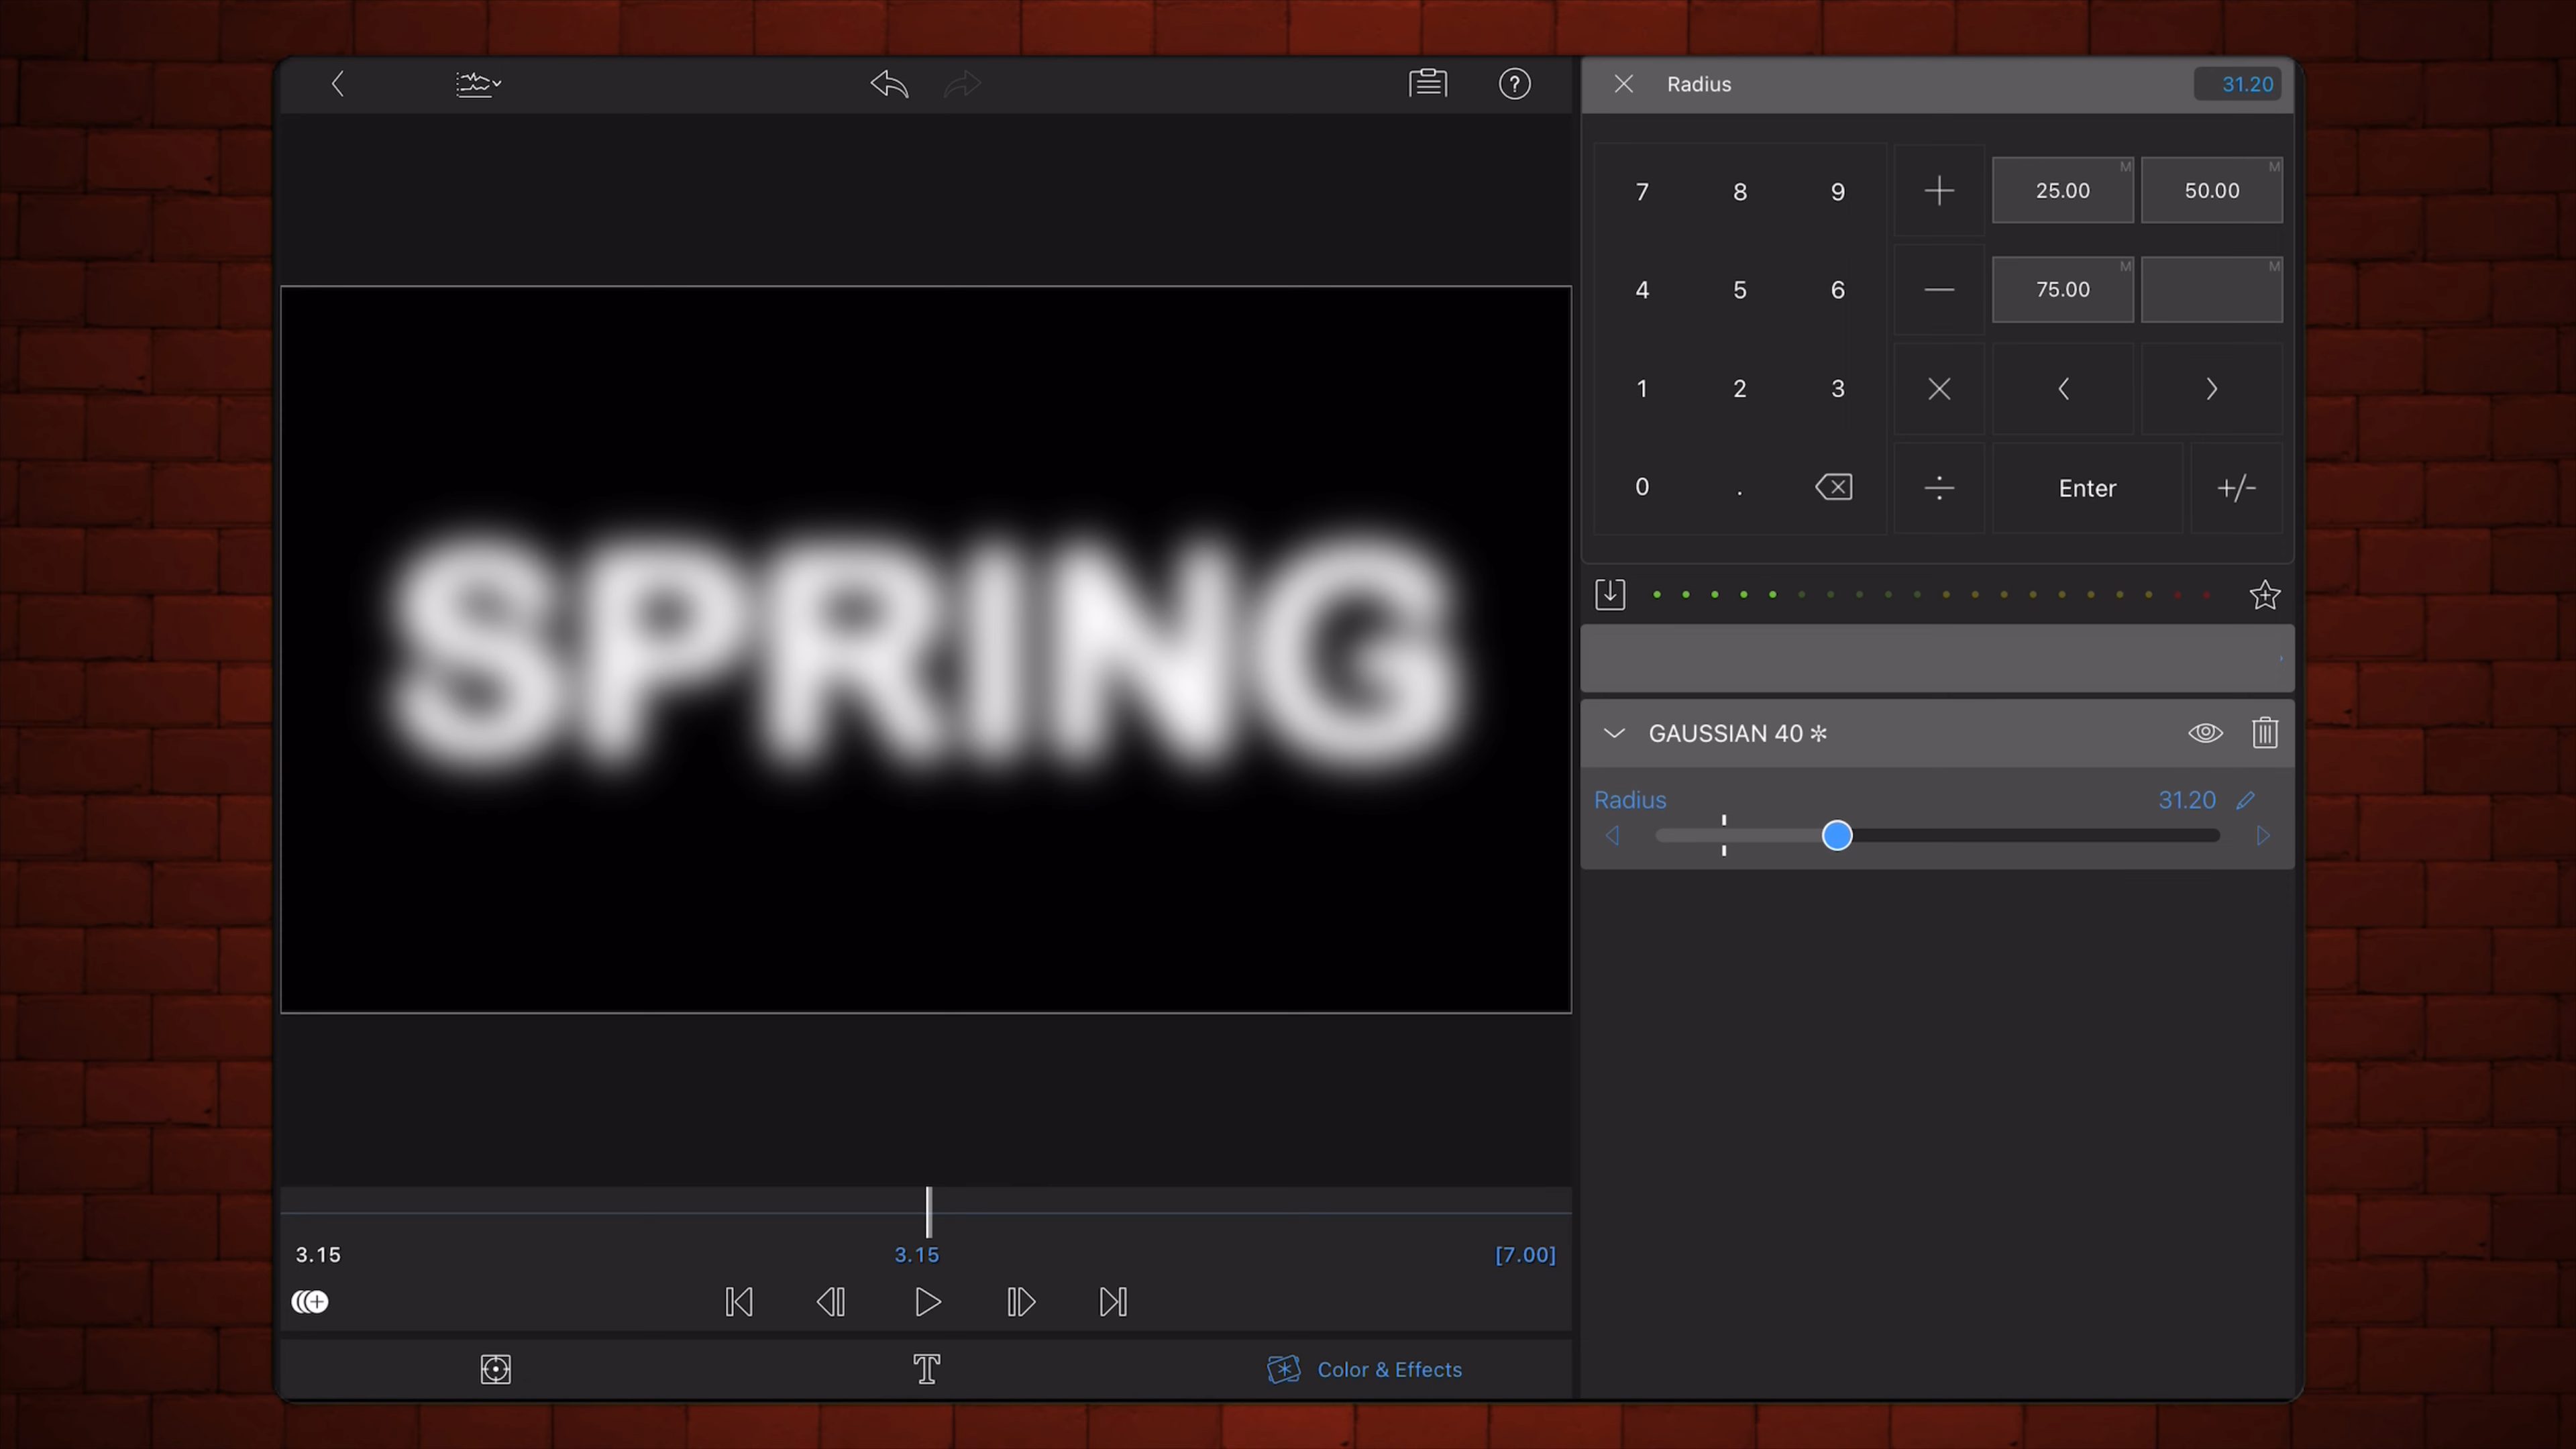 Radius 31.20
7 8 9 + 25.00 M 50.00 M
4 5 6 — 75.00 M M
1 2 3 × < >
0 . ÷ Enter +/-
SPRING
GAUSSIAN 40 ✲
Radius 31.20
3.15 3.15 [7.00]
T Color & Effects